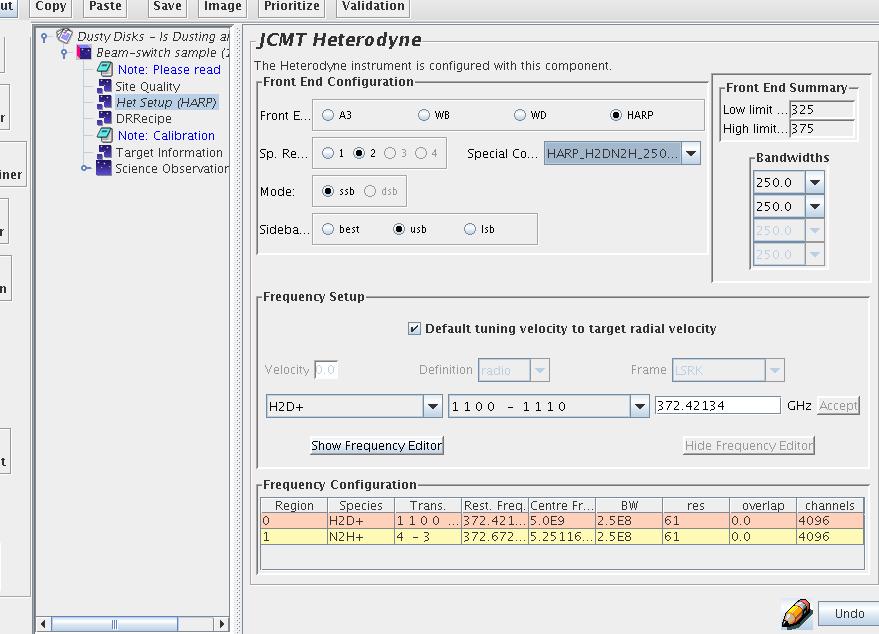 Copy Paste Save Image Prioritize Validation
Dusty Disks - Is Dusting a
Beam-switch sample (
Note: Please read
Site Quality
Het Setup (HARP)
DRRecipe
Note: Calibration
Target Information
Science Observation
JCMT Heterodyne
The Heterodyne instrument is configured with this component.
Front End Configuration
Front E... A3 WB WD HARP
Sp. Re... 1 2 3 4 Special Co... HARP_H2DN2H_250...
Mode: ssb dsb
Sideba... best usb lsb
Front End Summary
Low limit ... 325
High limit... 375
Bandwidths
250.0
250.0
250.0
250.0
Frequency Setup
Default tuning velocity to target radial velocity
Velocity 0.0 Definition radio Frame LSRK
H2D+ 1 1 0 0 - 1 1 1 0 372.42134 GHz Accept
Show Frequency Editor Hide Frequency Editor
Frequency Configuration
Region Species Trans. Rest. Freq. Centre Fr... BW res overlap channels
0 H2D+ 1 1 0 0 ... 372.421... 5.0E9 2.5E8 61 0.0 4096
1 N2H+ 4 - 3 372.672... 5.25116... 2.5E8 61 0.0 4096
Undo